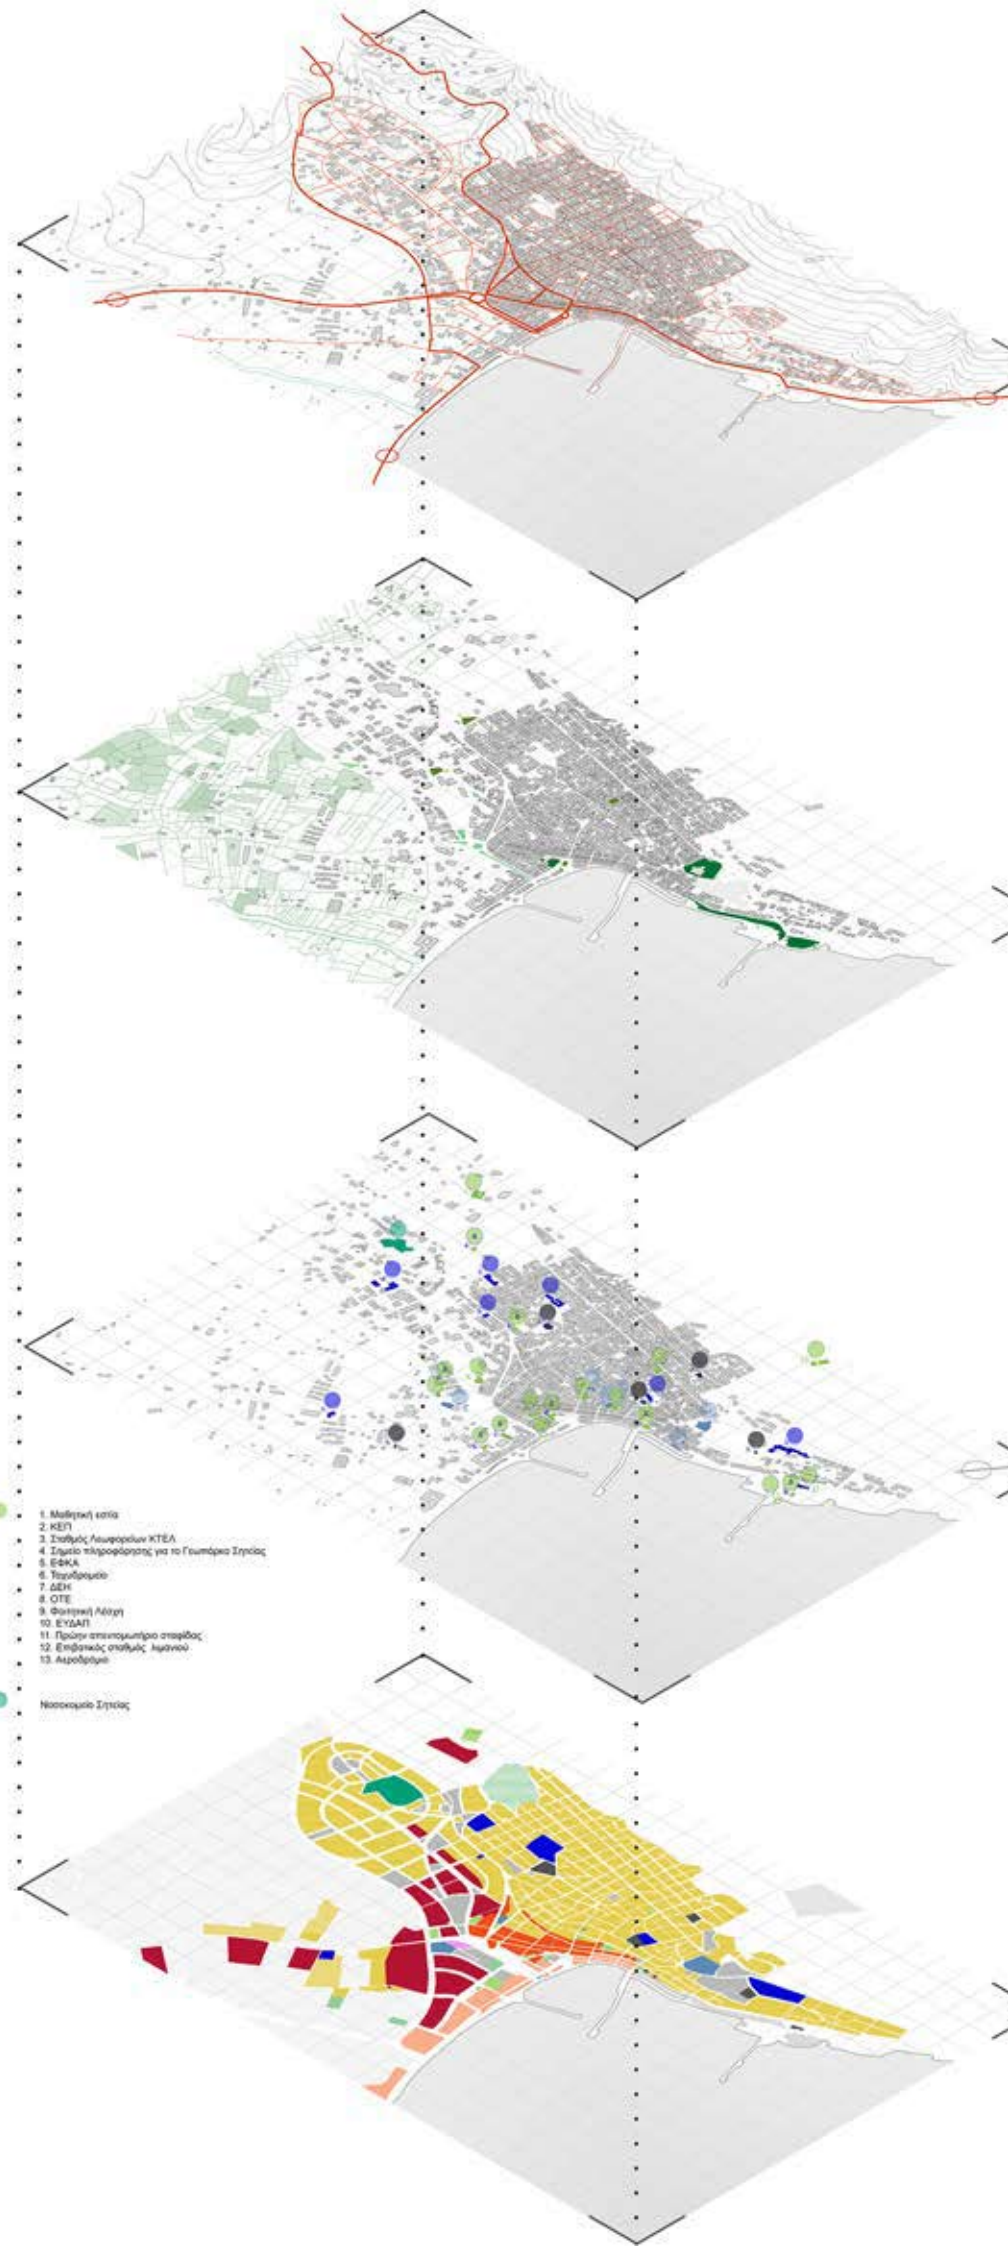 1. Μαθητική εστία
2. ΚΕΠ
3. Σταθμός Λεωφορείων ΚΤΕΛ
4. Σημείο πληροφόρησης για το Γεωπάρκο Σητείας
5. ΕΦΚΑ
6. Ταχυδρομείο
7. ΔΕΗ
8. ΟΤΕ
9. Φοιτητική Λέσχη
10. ΕΥΔΑΠ
11. Πρώην απεντομωτήριο σταφίδας
12. Επιβατικός σταθμός λιμανιού
13. Αεροδρόμιο
Νοσοκομείο Σητείας